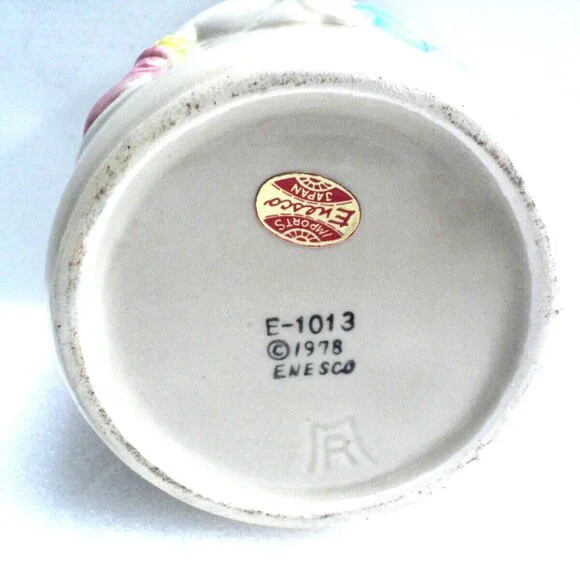 IMPORTS
Enesco
JAPAN
E-1013
©1978
ENESCO
R